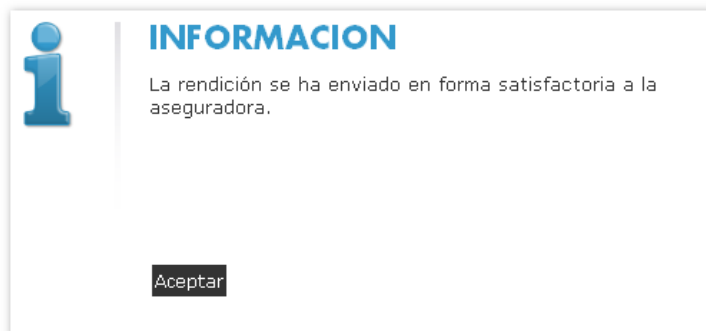 INFORMACION
La rendición se ha enviado en forma satisfactoria a la
aseguradora.
Aceptar